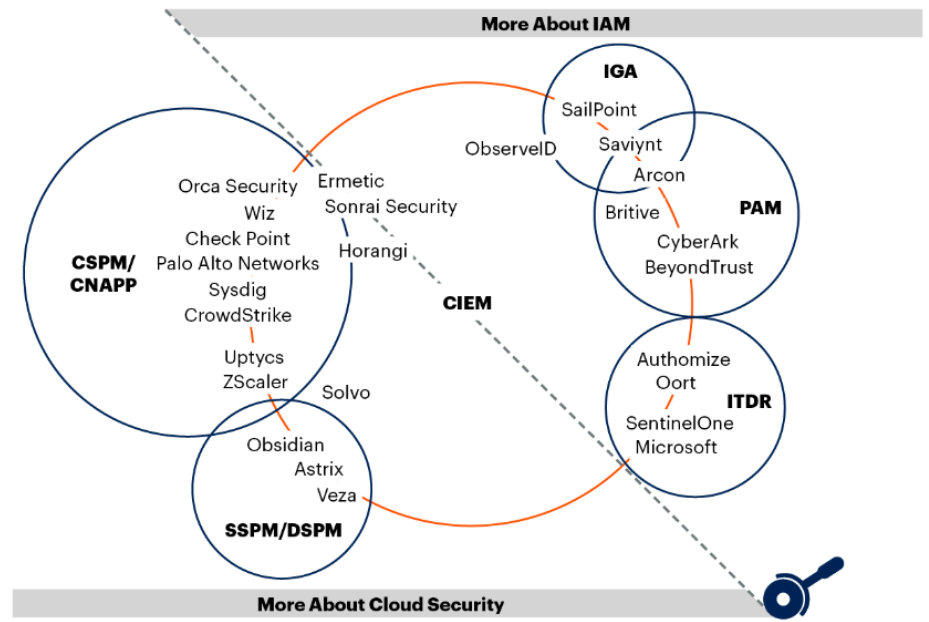 More About IAM
IGA
SailPoint
ObserveID
Saviynt
Arcon
Britive
PAM
CyberArk
BeyondTrust
Orca Security
Ermetic
Wiz
Sonrai Security
Check Point
Horangi
CSPM/
CNAPP
Palo Alto Networks
Sysdig
CrowdStrike
CIEM
Uptycs
ZScaler
Solvo
Authomize
Oort
ITDR
SentinelOne
Microsoft
Obsidian
Astrix
Veza
SSPM/DSPM
More About Cloud Security